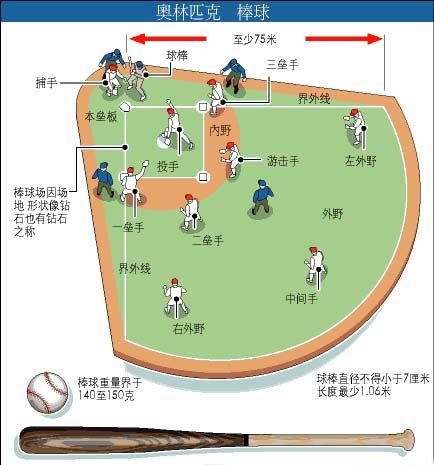 奧林匹克 棒球
至少75米
球棒
三垒手
捕手
界外线
本垒板
內野
左外野
投手
游击手
棒球场因场
地 形状像钻
石也有钻石
之称
外野
一垒手
二垒手
界外线
中间手
右外野
棒球重量界于
140至150克
球棒直径不得小于7厘米
长度最少1.06米